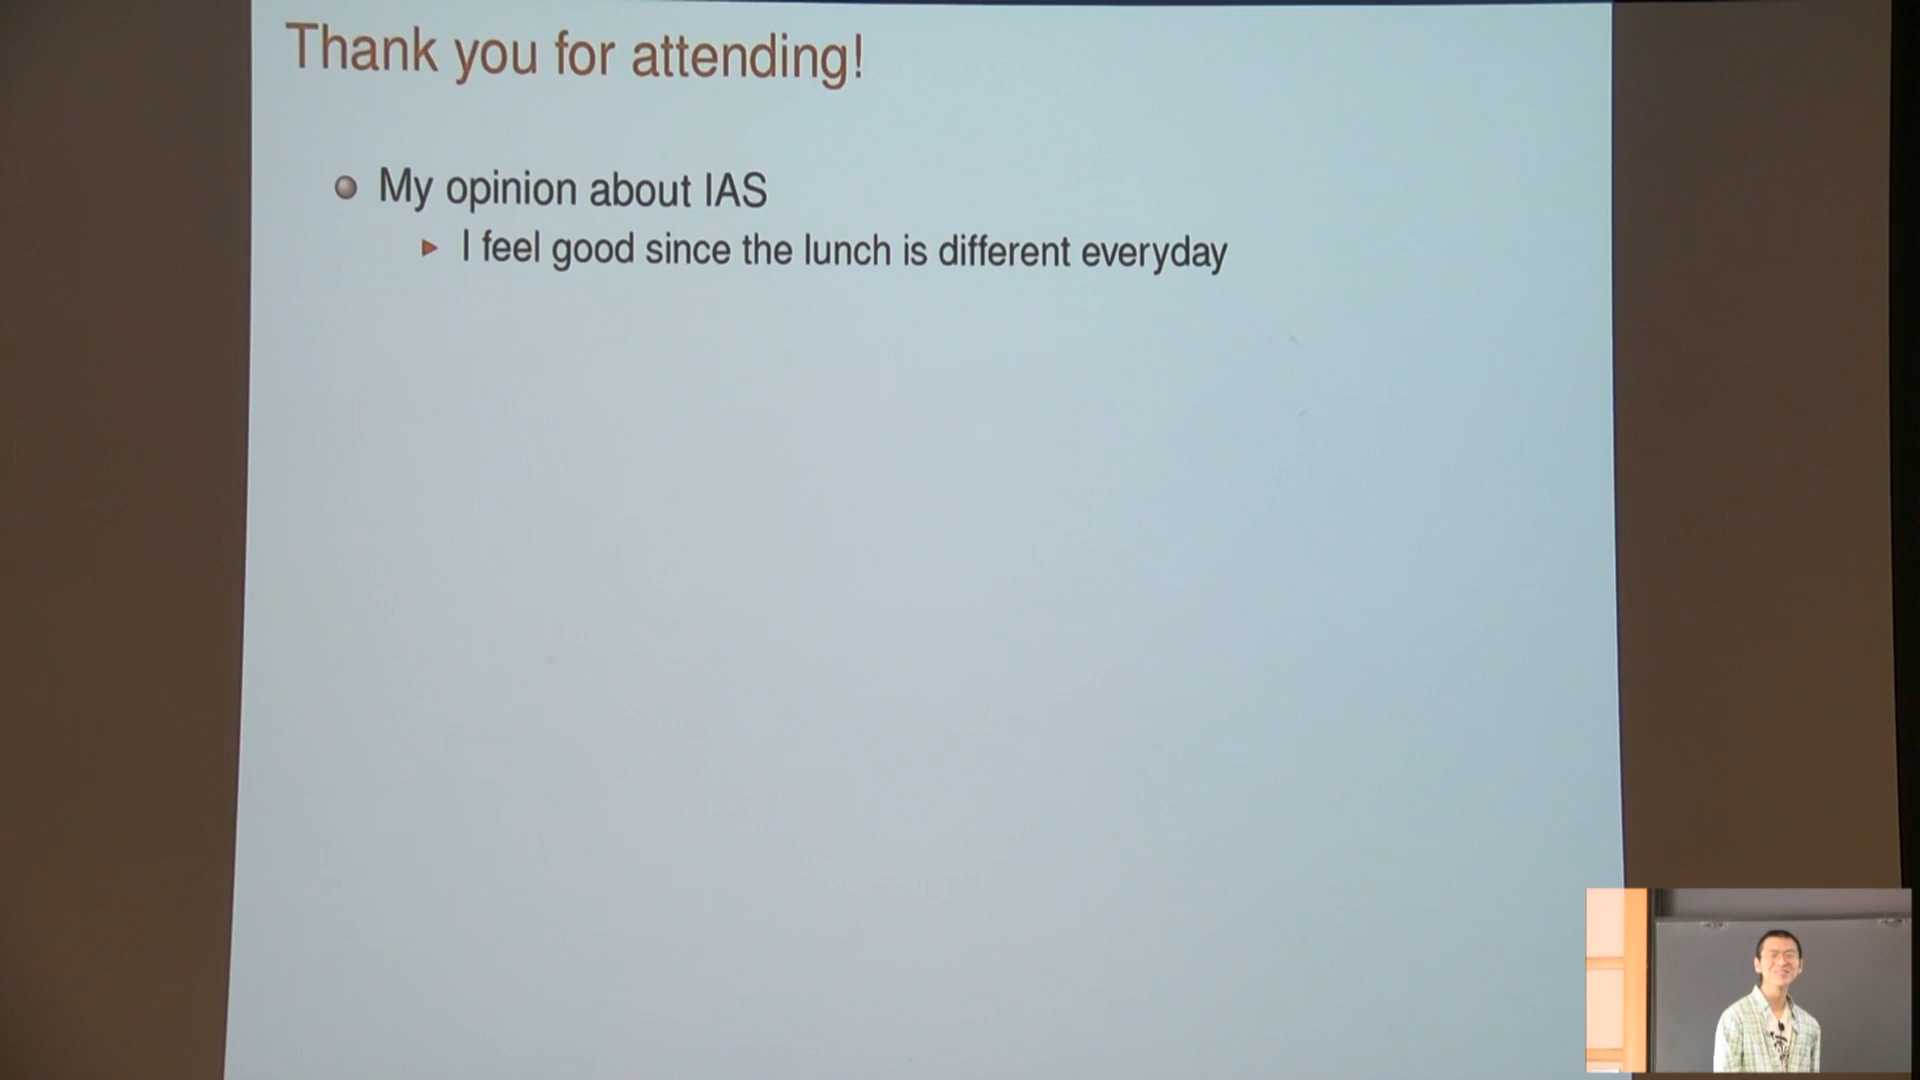 Thank you for attending!
My opinion about IAS
I feel good since the lunch is different everyday